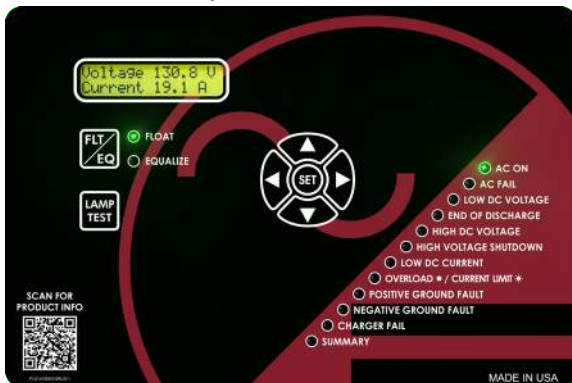 Voltage 130.8 V
Current 19.1 A
FLT/EQ
FLOAT
EQUALIZE
LAMP
TEST
SET
AC ON
AC FAIL
LOW DC VOLTAGE
END OF DISCHARGE
HIGH DC VOLTAGE
HIGH VOLTAGE SHUTDOWN
LOW DC CURRENT
OVERLOAD ● / CURRENT LIMIT ☀
POSITIVE GROUND FAULT
NEGATIVE GROUND FAULT
CHARGER FAIL
SUMMARY
SCAN FOR
PRODUCT INFO
MADE IN USA